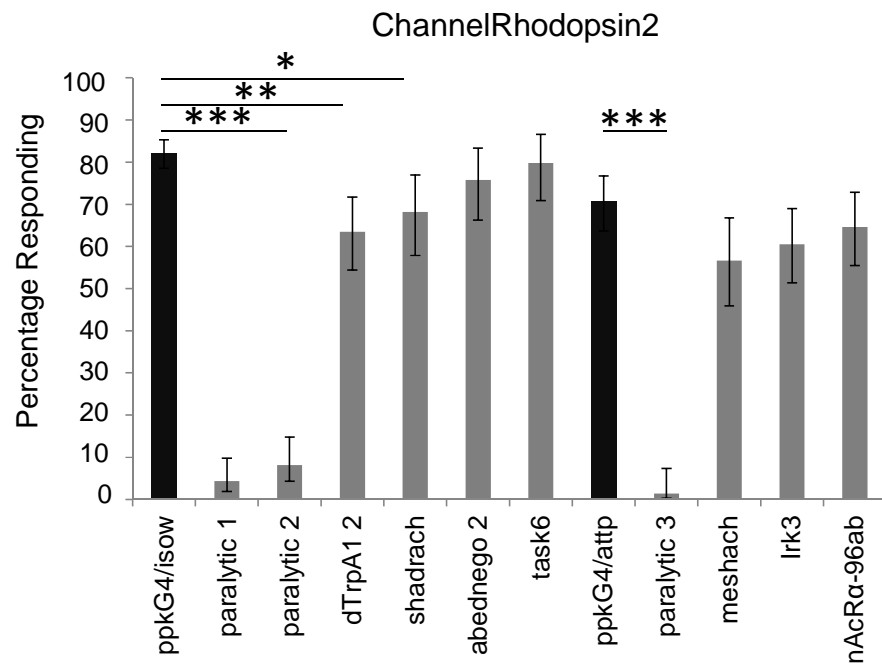 ChannelRhodopsin2
Percentage Responding
100
90
80
70
60
50
40
30
20
10
0
*
**
***
***
ppkG4/isow
paralytic 1
paralytic 2
dTrpA1 2
shadrach
abednego 2
task6
ppkG4/attp
paralytic 3
meshach
Irk3
nAcRα-96ab